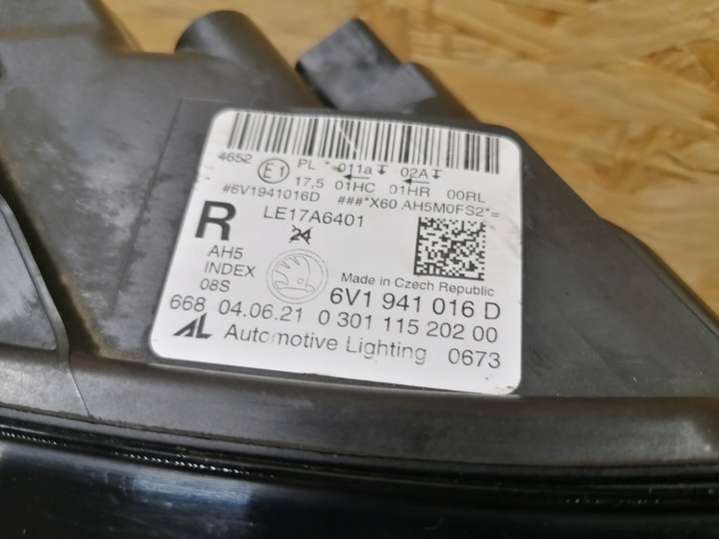 4652 E1 PL * 011a 02A
17,5 01HC 01HR 00RL
#6V1941016D ###*X60 AH5M0FS2*=
R LE17A6401
AH5
INDEX
08S
Made in Czech Republic
6V1 941 016 D
668 04.06.21 0 301 115 202 00
AL Automotive Lighting 0673